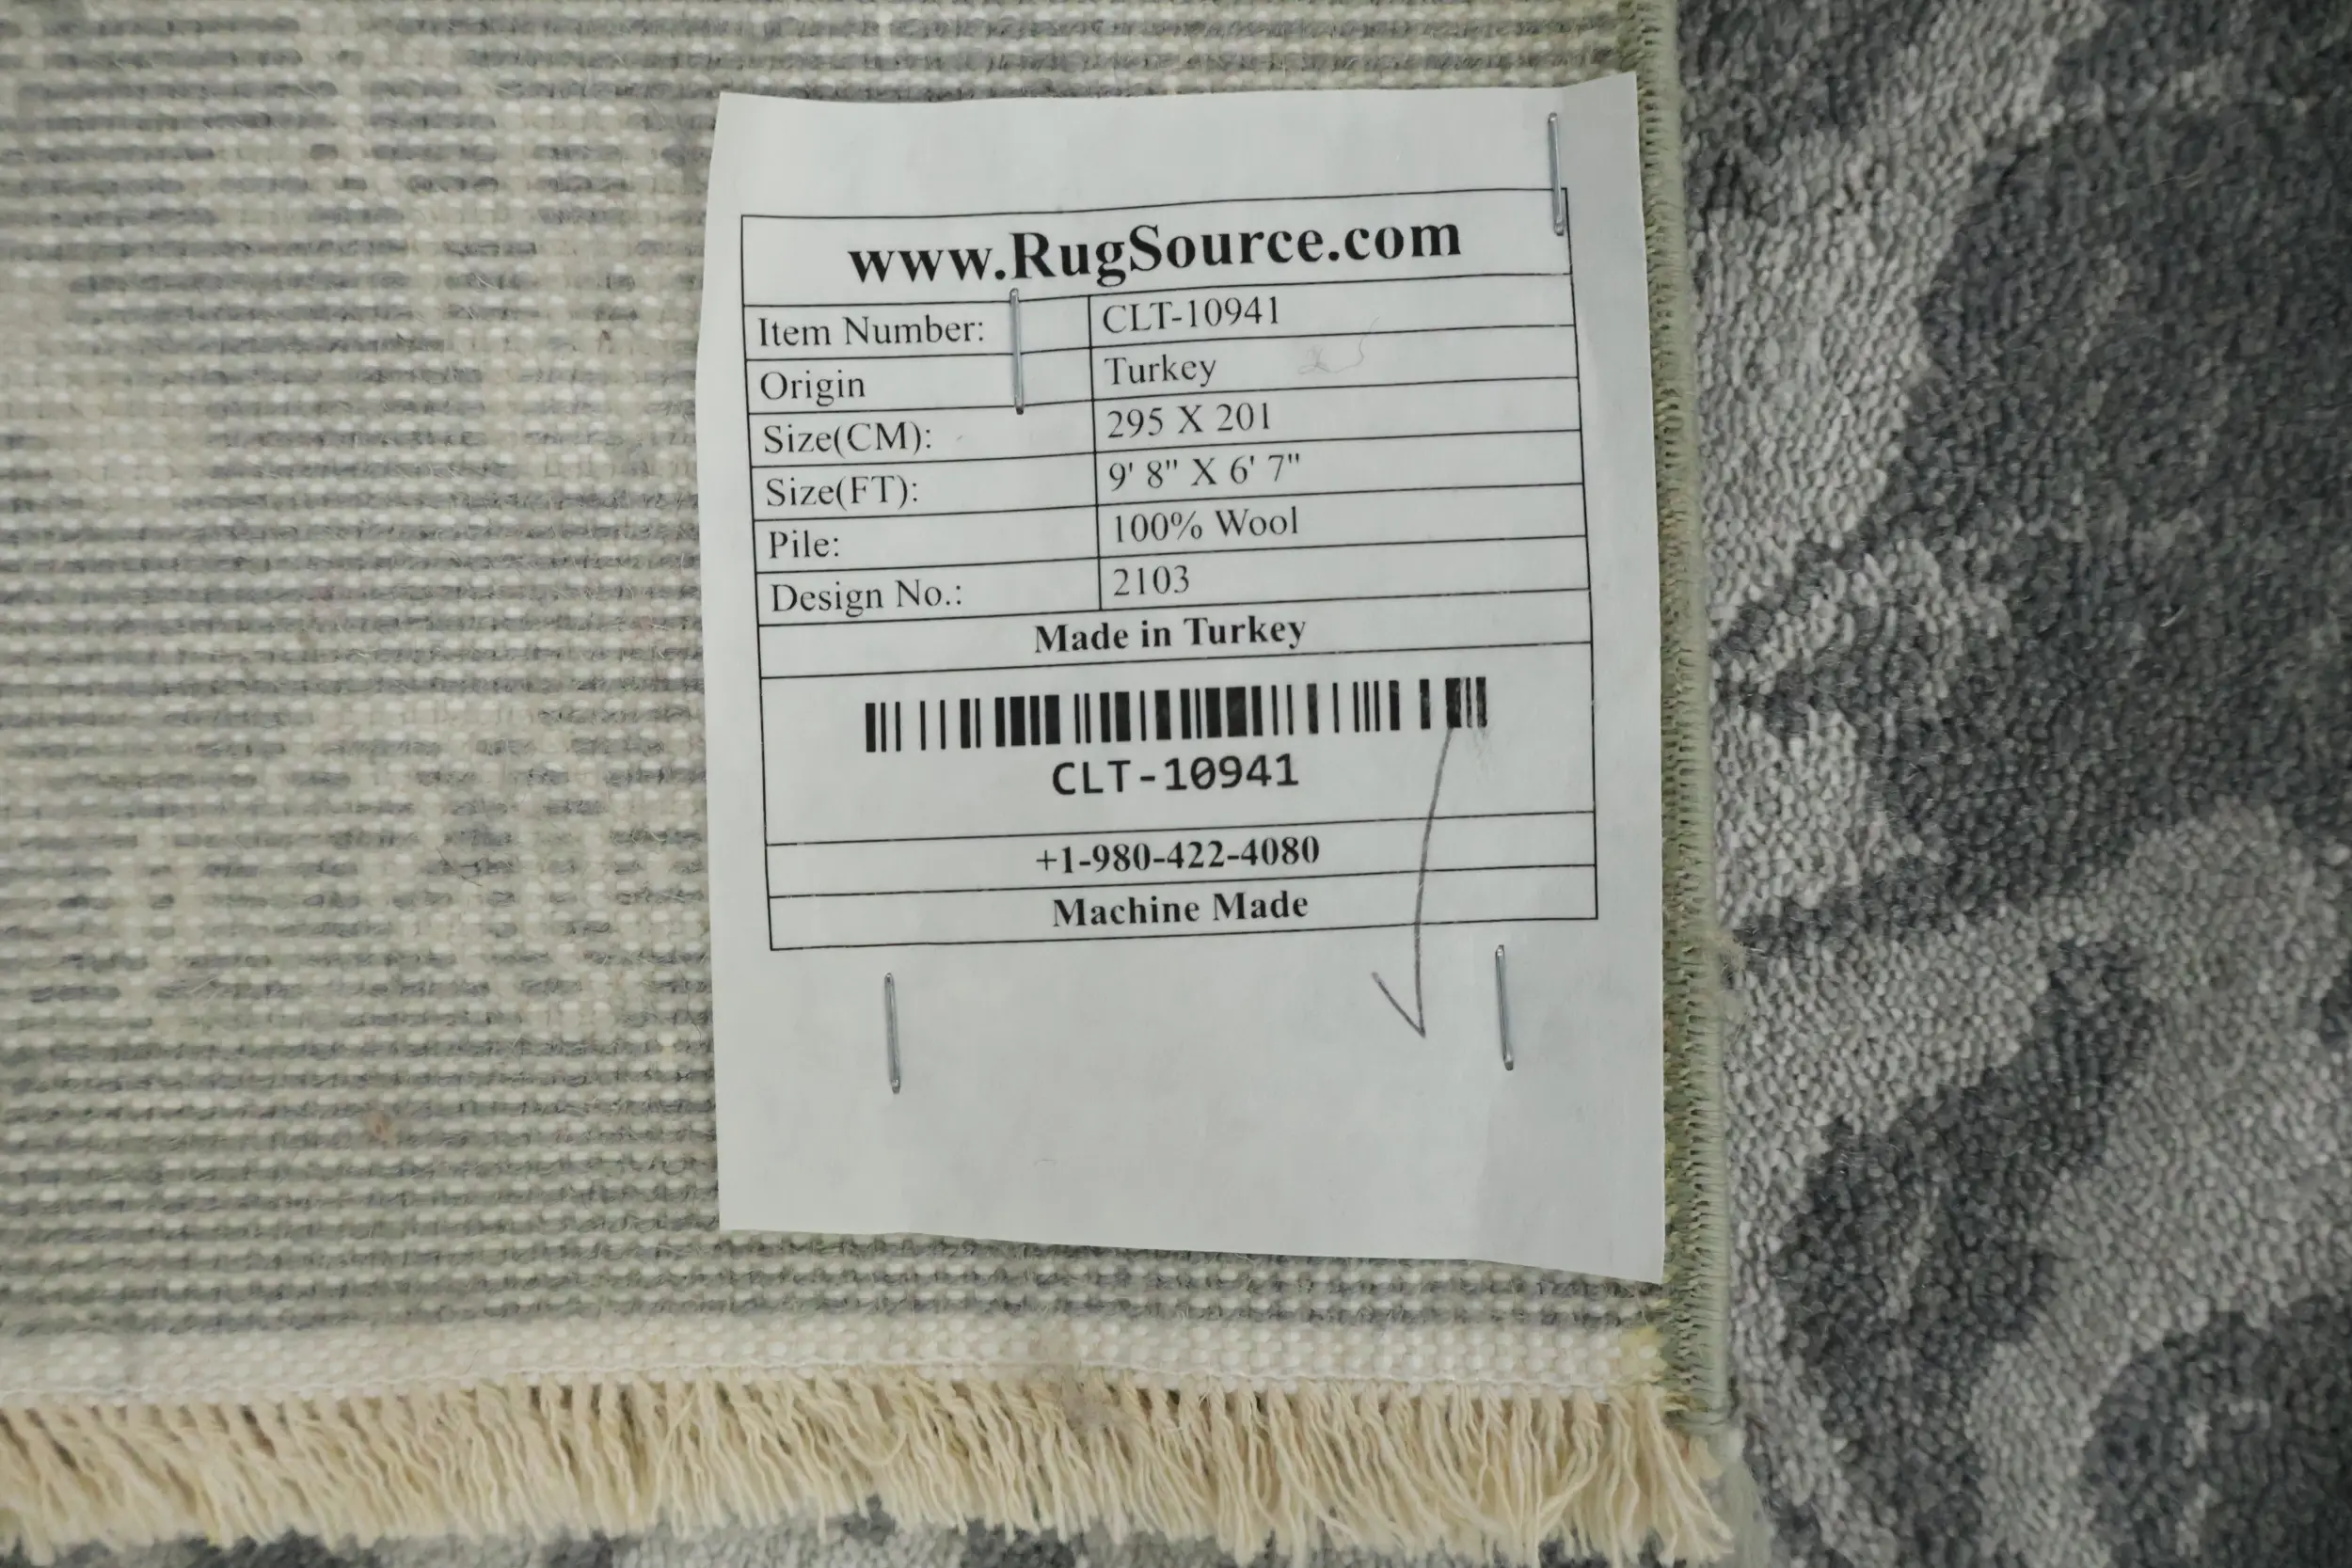 www.RugSource.com
Item Number: CLT-10941
Origin Turkey
Size(CM): 295 X 201
Size(FT): 9' 8" X 6' 7"
Pile: 100% Wool
Design No.: 2103
Made in Turkey
CLT-10941
+1-980-422-4080
Machine Made